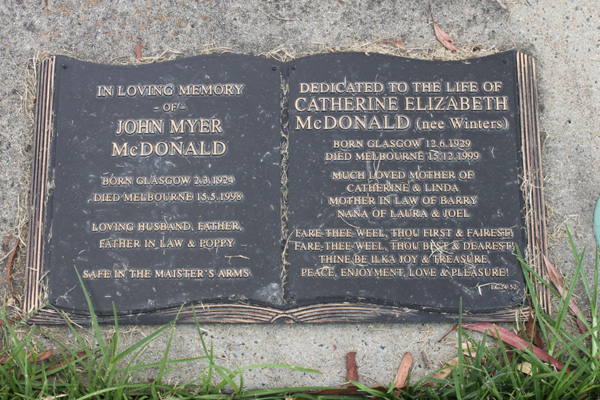 IN LOVING MEMORY
- OF -
JOHN MYER
McDONALD
BORN GLASGOW 2.3.1924
DIED MELBOURNE 15.5.1998
LOVING HUSBAND, FATHER,
FATHER IN LAW & POPPY
SAFE IN THE MAISTER'S ARMS
DEDICATED TO THE LIFE OF
CATHERINE ELIZABETH
McDONALD (nee Winters)
BORN GLASGOW 12.6.1929
DIED MELBOURNE 15.12.1999
MUCH LOVED MOTHER OF
CATHERINE & LINDA
MOTHER IN LAW OF BARRY
NANA OF LAURA & JOEL
FARE-THEE-WEEL, THOU FIRST & FAIREST!
FARE-THEE-WEEL, THOU BEST & DEAREST!
THINE BE ILKA JOY & TREASURE,
PEACE, ENJOYMENT, LOVE & PLEASURE!